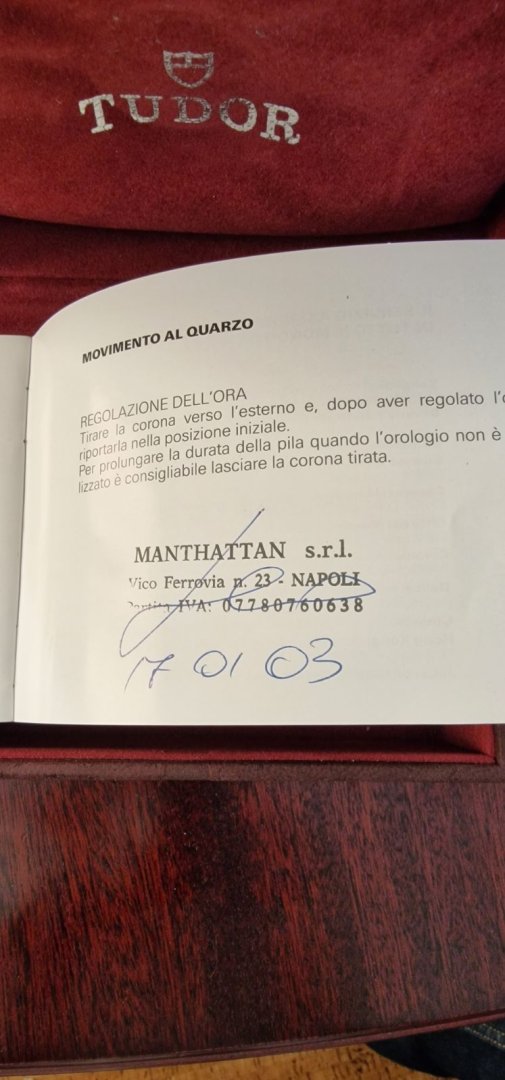 TUDOR
MOVIMENTO AL QUARZO
REGOLAZIONE DELL'ORA
Tirare la corona verso l'esterno e, dopo aver regolato l'o
riportarla nella posizione iniziale.
Per prolungare la durata della pila quando l'orologio non è
lizzato è consigliabile lasciare la corona tirata.
MANTHATTAN s.r.l.
Vico Ferrovia n. 23 - NAPOLI
Partita IVA: 07780760638
17 01 03